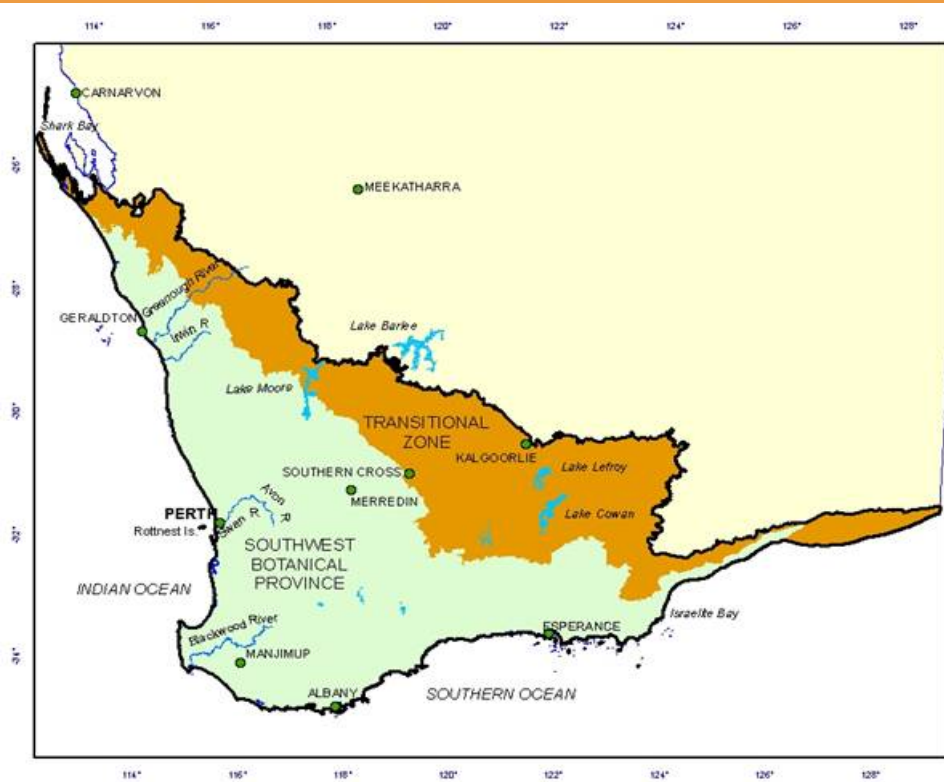 114° 116° 118° 120° 122° 124° 126° 128°
CARNARVON
Shark Bay
-26°
MEEKATHARRA
-28°
Greenough River
GERALDTON
Irwin R
Lake Barlee
Lake Moore
-30°
TRANSITIONAL
ZONE
KALGOORLIE
SOUTHERN CROSS
Lake Lefroy
MERREDIN
Avon R
Lake Cowan
PERTH
Swan R
Rottnest Is.
-32°
SOUTHWEST
BOTANICAL
PROVINCE
INDIAN OCEAN
Israelite Bay
ESPERANCE
Blackwood River
-34°
MANJIMUP
ALBANY
SOUTHERN OCEAN
114° 116° 118° 120° 122° 124° 126° 128°